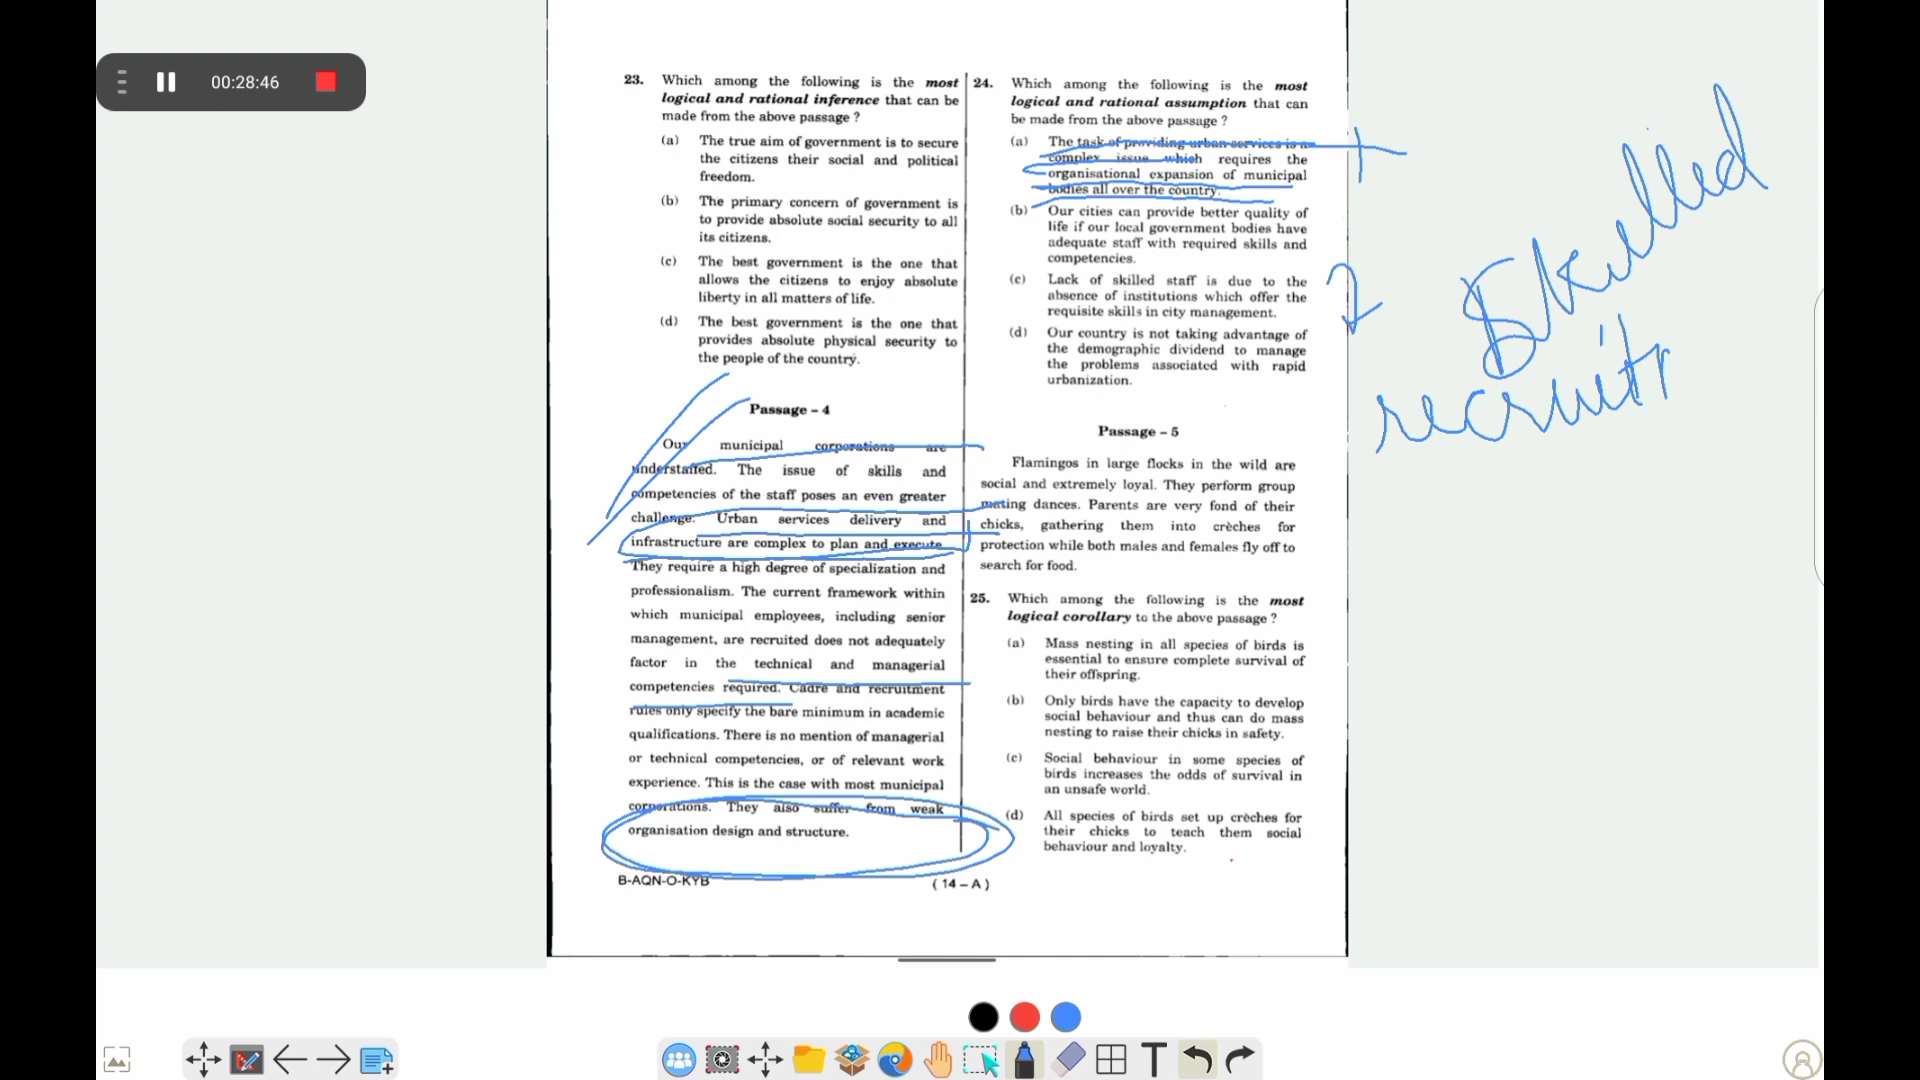 00:28:46
23. Which among the following is the most
logical and rational inference that can be
made from the above passage ?
(a) The true aim of government is to secure
the citizens their social and political
freedom.
(b) The primary concern of government is
to provide absolute social security to all
its citizens.
(c) The best government is the one that
allows the citizens to enjoy absolute
liberty in all matters of life.
(d) The best government is the one that
provides absolute physical security to
the people of the country.
Passage – 4
Our municipal corporations are
understaffed. The issue of skills and
competencies of the staff poses an even greater
challenge. Urban services delivery and
infrastructure are complex to plan and execute.
They require a high degree of specialization and
professionalism. The current framework within
which municipal employees, including senior
management, are recruited does not adequately
factor in the technical and managerial
competencies required. Cadre and recruitment
rules only specify the bare minimum in academic
qualifications. There is no mention of managerial
or technical competencies, or of relevant work
experience. This is the case with most municipal
corporations. They also suffer from weak
organisation design and structure.
B-AQN-O-KYB
( 14 – A )
24. Which among the following is the most
logical and rational assumption that can
be made from the above passage ?
(a) The task of providing urban services is a
complex issue which requires the
organisational expansion of municipal
bodies all over the country.
(b) Our cities can provide better quality of
life if our local government bodies have
adequate staff with required skills and
competencies.
(c) Lack of skilled staff is due to the
absence of institutions which offer the
requisite skills in city management.
(d) Our country is not taking advantage of
the demographic dividend to manage
the problems associated with rapid
urbanization.
Passage – 5
Flamingos in large flocks in the wild are
social and extremely loyal. They perform group
mating dances. Parents are very fond of their
chicks, gathering them into crèches for
protection while both males and females fly off to
search for food.
25. Which among the following is the most
logical corollary to the above passage ?
(a) Mass nesting in all species of birds is
essential to ensure complete survival of
their offspring.
(b) Only birds have the capacity to develop
social behaviour and thus can do mass
nesting to raise their chicks in safety.
(c) Social behaviour in some species of
birds increases the odds of survival in
an unsafe world.
(d) All species of birds set up crèches for
their chicks to teach them social
behaviour and loyalty.
Skilled
T